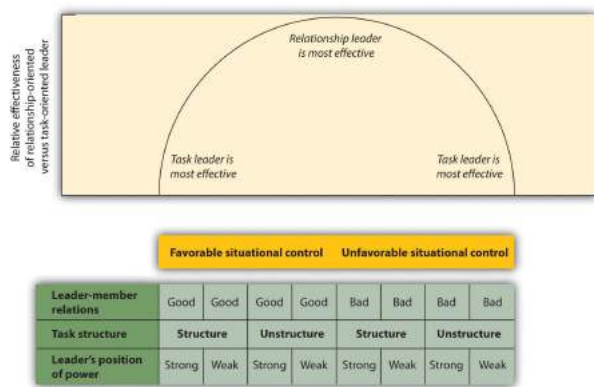 Relative effectiveness
of relationship-oriented
versus task-oriented leader
Relationship leader
is most effective
Task leader is
most effective
Task leader is
most effective
Favorable situational control Unfavorable situational control
Leader-member
relations
Good Good Good Good Bad Bad Bad Bad
Task structure Structure Unstructure Structure Unstructure
Leader's position
of power
Strong Weak Strong Weak Strong Weak Strong Weak